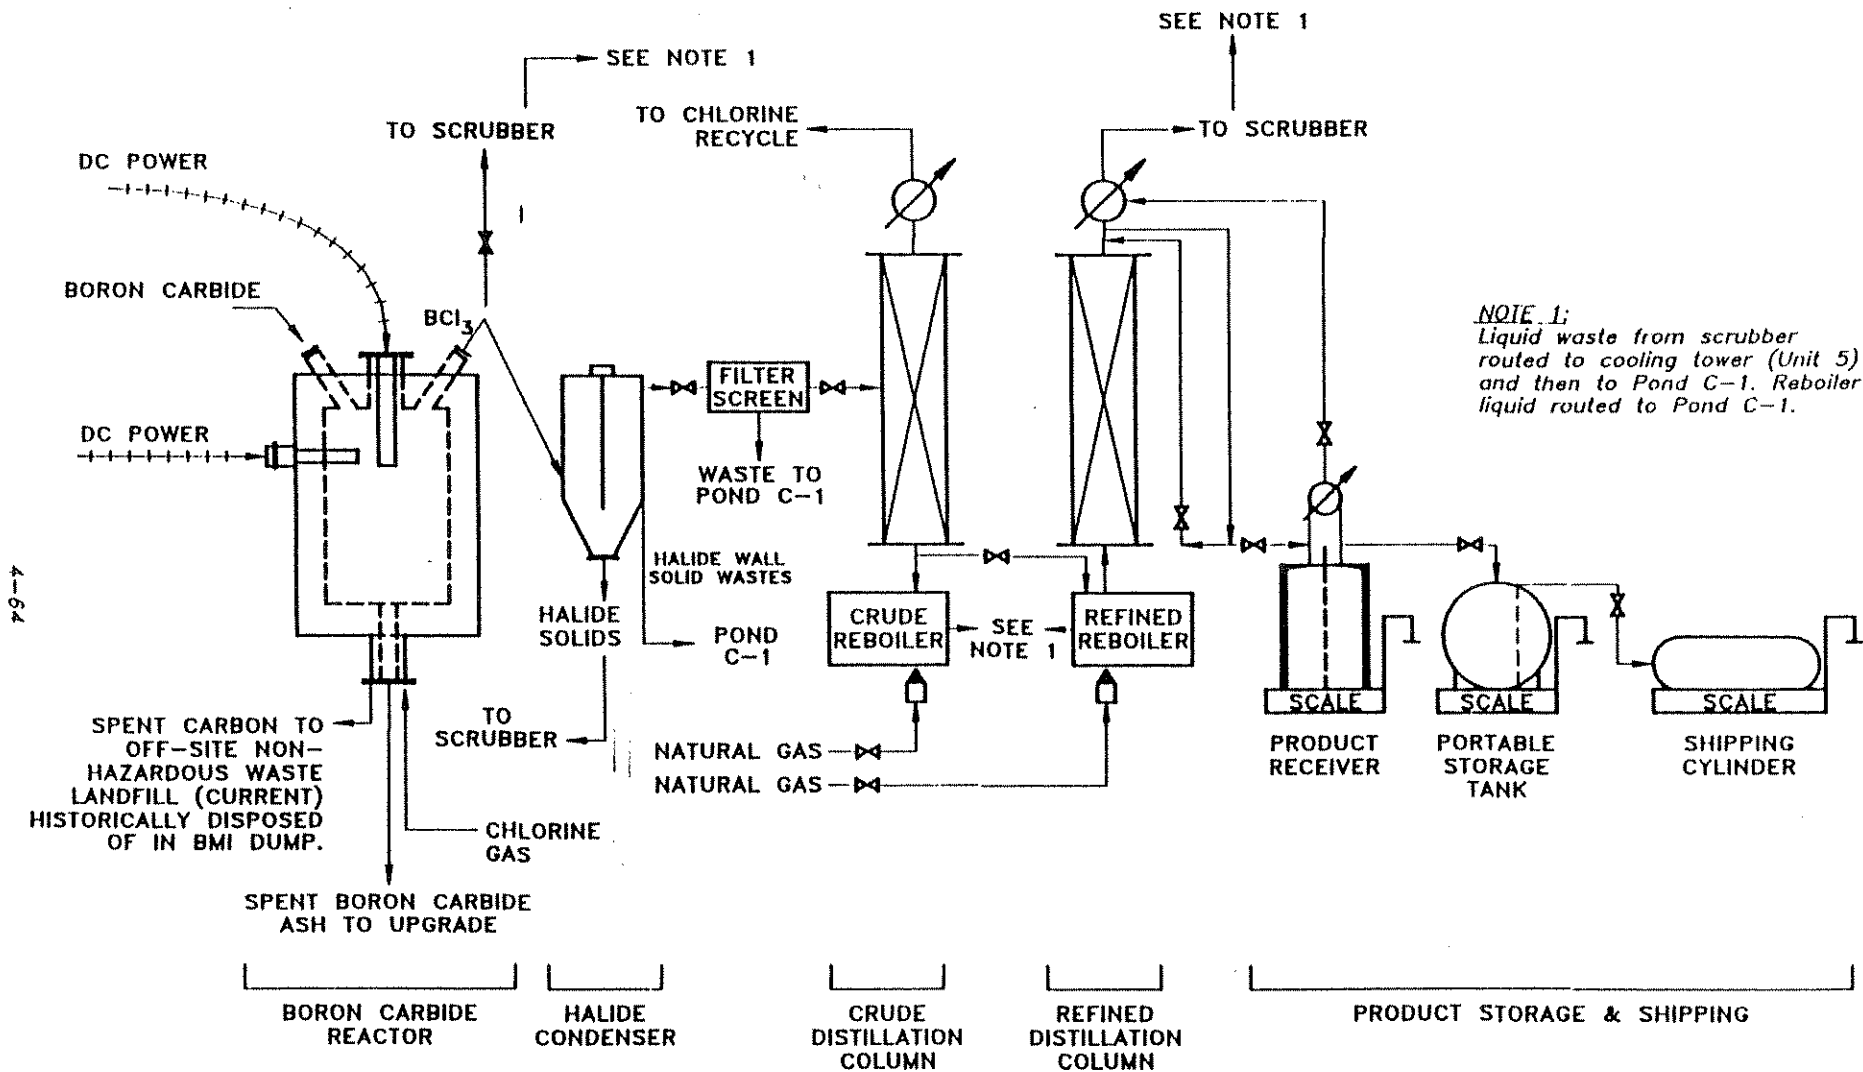 SEE NOTE 1
SEE NOTE 1
TO SCRUBBER
TO CHLORINE
RECYCLE
TO SCRUBBER
DC POWER
BORON CARBIDE
BCl3
DC POWER
FILTER
SCREEN
WASTE TO
POND C-1
NOTE 1:
Liquid waste from scrubber
routed to cooling tower (Unit 5)
and then to Pond C-1. Reboiler
liquid routed to Pond C-1.
HALIDE WALL
SOLID WASTES
HALIDE
SOLIDS
POND
C-1
CRUDE
REBOILER
SEE
NOTE 1
REFINED
REBOILER
SCALE
SCALE
SCALE
PRODUCT
RECEIVER
PORTABLE
STORAGE
TANK
SHIPPING
CYLINDER
TO
SCRUBBER
NATURAL GAS
NATURAL GAS
SPENT CARBON TO
OFF-SITE NON-
HAZARDOUS WASTE
LANDFILL (CURRENT)
HISTORICALLY DISPOSED
OF IN BMI DUMP.
CHLORINE
GAS
SPENT BORON CARBIDE
ASH TO UPGRADE
BORON CARBIDE
REACTOR
HALIDE
CONDENSER
CRUDE
DISTILLATION
COLUMN
REFINED
DISTILLATION
COLUMN
PRODUCT STORAGE & SHIPPING
4-64